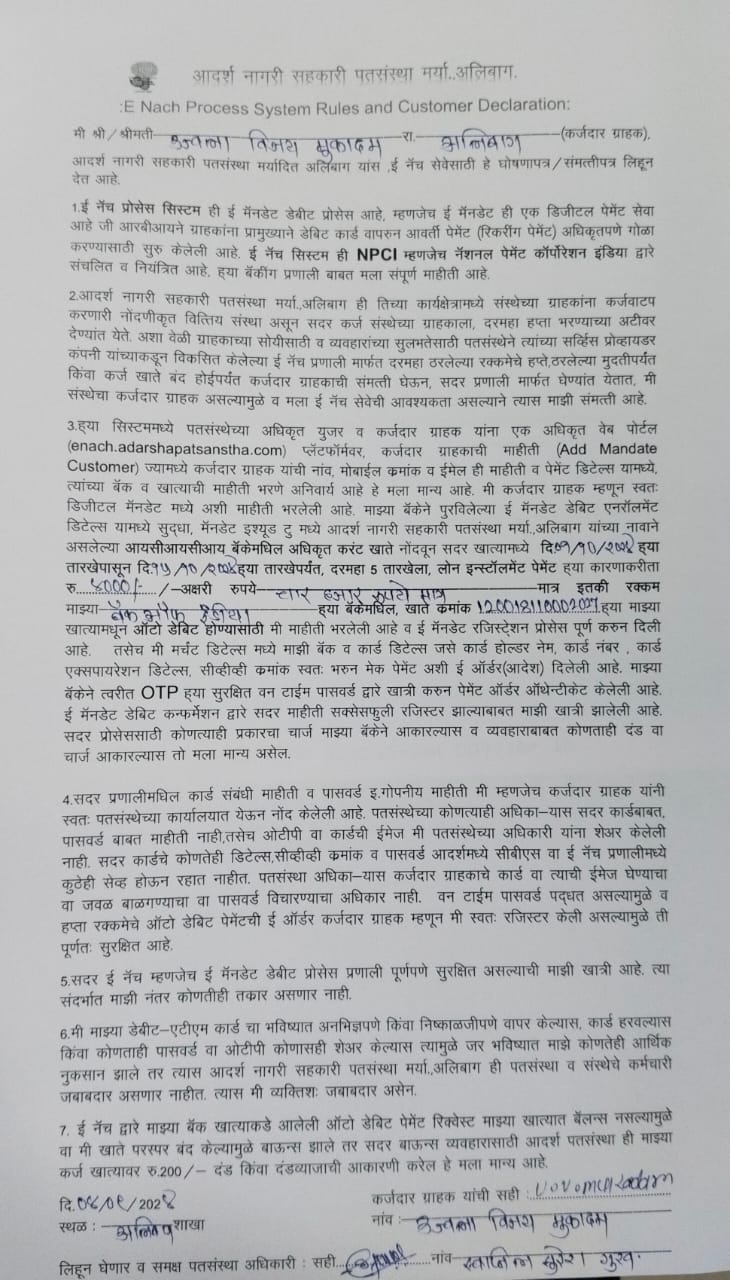 आदर्श नागरी सहकारी पतसंस्था मर्या.,अलिबाग.
:E Nach Process System Rules and Customer Declaration:
मी श्री/श्रीमती उज्वला विजय मुकादम रा. अलिबाग (कर्जदार ग्राहक),
आदर्श नागरी सहकारी पतसंस्था मर्यादित अलिबाग यांस ,ई नॅच सेवेसाठी हे घोषणापत्र/संमत्तीपत्र लिहून
देत आहे.
1.ई नॅच प्रोसेस सिस्टिम ही ई मॅनडेट डेबीट प्रोसेस आहे, म्हणजेच ई मॅनडेट ही एक डिजीटल पेमेंट सेवा
आहे जी आरबीआयने ग्राहकांना प्रामुख्याने डेबिट कार्ड वापरुन आवर्ती पेमेंट (रिकरींग पेमेंट) अधिकृतपणे गोळा
करण्यासाठी सुरु केलेली आहे. ई नॅच सिस्टिम ही NPCI म्हणजेच नॅशनल पेमेंट कॉर्पोरेशन इंडिया द्वारे
संचलित व नियंत्रित आहे, ह्या बॅकींग प्रणाली बाबत मला संपूर्ण माहीती आहे.
2.आदर्श नागरी सहकारी पतसंस्था मर्या.,अलिबाग ही तिच्या कार्यक्षेत्रामध्ये संस्थेच्या ग्राहकांना कर्जवाटप
करणारी नोंदणीकृत वित्तिय संस्था असून सदर कर्ज संस्थेच्या ग्राहकाला, दरमहा हप्ता भरण्याच्या अटीवर
देण्यांत येते. अशा वेळी ग्राहकाच्या सोयीसाठी व व्यवहारांच्या सुलभतेसाठी पतसंस्थेने त्यांच्या सर्व्हिस प्रोव्हायडर
कंपनी यांच्याकडून विकसित केलेल्या ई नॅच प्रणाली मार्फत दरमहा ठरलेल्या रक्कमेचे हप्ते,ठरलेल्या मुदतीपर्यंत
किंवा कर्ज खाते बंद होईपर्यंत कर्जदार ग्राहकाची संमत्ती घेऊन, सदर प्रणाली मार्फत घेण्यांत येतात, मी
संस्थेचा कर्जदार ग्राहक असल्यामुळे व मला ई नॅच सेवेची आवश्यकता असल्याने त्यास माझी संमत्ती आहे.
3.ह्या सिस्टिममध्ये पतसंस्थेच्या अधिकृत युजर व कर्जदार ग्राहक यांना एक अधिकृत वेब पोर्टल
(enach.adarshapatsanstha.com) प्लॅटफॉर्मवर, कर्जदार ग्राहकाची माहीती (Add Mandate
Customer) ज्यामध्ये कर्जदार ग्राहक यांची नांव, मोबाईल क्रमांक व ईमेल ही माहीती व पेमेंट डिटेल्स यामध्ये,
त्यांच्या बॅंक व खात्याची माहीती भरणे अनिवार्य आहे हे मला मान्य आहे. मी कर्जदार ग्राहक म्हणून स्वतः
डिजीटल मॅनडेट मध्ये अशी माहीती भरलेली आहे. माझ्या बॅंकेने पुरविलेल्या ई मॅनडेट डेबिट एनरॉलमेंट
डिटेल्स यामध्ये सुद्धा, मॅनडेट इश्यूड टु मध्ये आदर्श नागरी सहकारी पतसंस्था मर्या.,अलिबाग यांच्या नावाने
असलेल्या आयसीआयसीआय बॅंकेमधिल अधिकृत करंट खाते नोंदवून सदर खात्यामध्ये दि.०१/१०/२०२४ ह्या
तारखेपासून दि. /१०/ ह्या तारखेपर्यंत, दरमहा 5 तारखेला, लोन इन्स्टॉलमेंट पेमेंट ह्या कारणाकरीता
रु ४०००/- /-अक्षरी रुपये चार हजार रुपये मात्र मात्र इतकी रक्कम
माझ्या बॅंक ऑफ इंडीया ह्या बॅंकेमधिल, खाते क्रमांक 120018110002027 ह्या माझ्या
खात्यामधून ऑटो डेबिट होण्यासाठी मी माहीती भरलेली आहे व ई मॅनडेट रजिस्ट्रेशन प्रोसेस पूर्ण करुन दिली
आहे. तसेच मी मर्चंट डिटेल्स मध्ये माझी बॅंक व कार्ड डिटेल्स जसे कार्ड होल्डर नेम, कार्ड नंबर , कार्ड
एक्सपायरेशन डिटेल्स, सीव्हीव्ही क्रमांक स्वतः भरुन मेक पेमेंट अशी ई ऑर्डर(आदेश) दिलेली आहे. माझ्या
बॅंकेने त्वरीत OTP ह्या सुरक्षित वन टाईम पासवर्ड द्वारे खात्री करुन पेमेंट ऑर्डर ऑथेन्टीकेट केलेली आहे.
ई मॅनडेट डेबिट कन्फर्मेशन द्वारे सदर माहीती सक्सेसफुली रजिस्टर झाल्याबाबत माझी खात्री झालेली आहे.
सदर प्रोसेससाठी कोणत्याही प्रकारचा चार्ज माझ्या बॅंकेने आकारल्यास व व्यवहाराबाबत कोणताही दंड वा
चार्ज आकारल्यास तो मला मान्य असेल.
4.सदर प्रणालीमधिल कार्ड संबंधी माहीती व पासवर्ड इ.गोपनीय माहीती मी म्हणजेच कर्जदार ग्राहक यांनी
स्वतः पतसंस्थेच्या कार्यालयात येऊन नोंद केलेली आहे. पतसंस्थेच्या कोणत्याही अधिका-यास सदर कार्डबाबत,
पासवर्ड बाबत माहीती नाही,तसेच ओटीपी वा कार्डची ईमेज मी पतसंस्थेच्या अधिकारी यांना शेअर केलेली
नाही. सदर कार्डचे कोणतेही डिटेल्स,सीव्हीव्ही क्रमांक व पासवर्ड आदर्शमध्ये सीबीएस वा ई नॅच प्रणालीमध्ये
कुठेही सेव्ह होऊन रहात नाहीत. पतसंस्था अधिका-यास कर्जदार ग्राहकाचे कार्ड वा त्याची ईमेज घेण्याचा
वा जवळ बाळगण्याचा वा पासवर्ड विचारण्याचा अधिकार नाही. वन टाईम पासवर्ड पद्धत असल्यामुळे व
हप्ता रक्कमेचे ऑटो डेबिट पेमेंटची ई ऑर्डर कर्जदार ग्राहक म्हणून मी स्वतः रजिस्टर केली असल्यामुळे ती
पूर्णतः सुरक्षित आहे.
5.सदर ई नॅच म्हणजेच ई मॅनडेट डेबीट प्रोसेस प्रणाली पूर्णपणे सुरक्षित असल्याची माझी खात्री आहे. त्या
संदर्भात माझी नंतर कोणतीही तकार असणार नाही.
6.मी माझ्या डेबीट-एटीएम कार्ड चा भविष्यात अनभिज्ञपणे किंवा निष्काळजीपणे वापर केल्यास, कार्ड हरवल्यास
किंवा कोणताही पासवर्ड वा ओटीपी कोणासही शेअर केल्यास त्यामुळे जर भविष्यात माझे कोणतेही आर्थिक
नुकसान झाले तर त्यास आदर्श नागरी सहकारी पतसंस्था मर्या.,अलिबाग ही पतसंस्था व संस्थेचे कर्मचारी
जबाबदार असणार नाहीत. त्यास मी व्यक्तिशः जबाबदार असेन.
7. ई नॅच द्वारे माझ्या बॅंक खात्याकडे आलेली ऑटो डेबिट पेमेंट रिक्वेस्ट माझ्या खात्यात बॅलन्स नसल्यामुळे
वा मी खाते परस्पर बंद केल्यामुळे बाऊन्स झाले तर सदर बाऊन्स व्यवहारासाठी आदर्श पतसंस्था ही माझ्या
कर्ज खात्यावर रु.200/- दंड किंवा दंडव्याजाची आकारणी करेल हे मला मान्य आहे.
दि. 2024 कर्जदार ग्राहक यांची सही :
स्थळ : अलिबाग शाखा नांव: उज्वला विजय मुकादम
लिहून घेणार व समक्ष पतसंस्था अधिकारी : सही नांव स्वप्निल सुरेश गुरव.